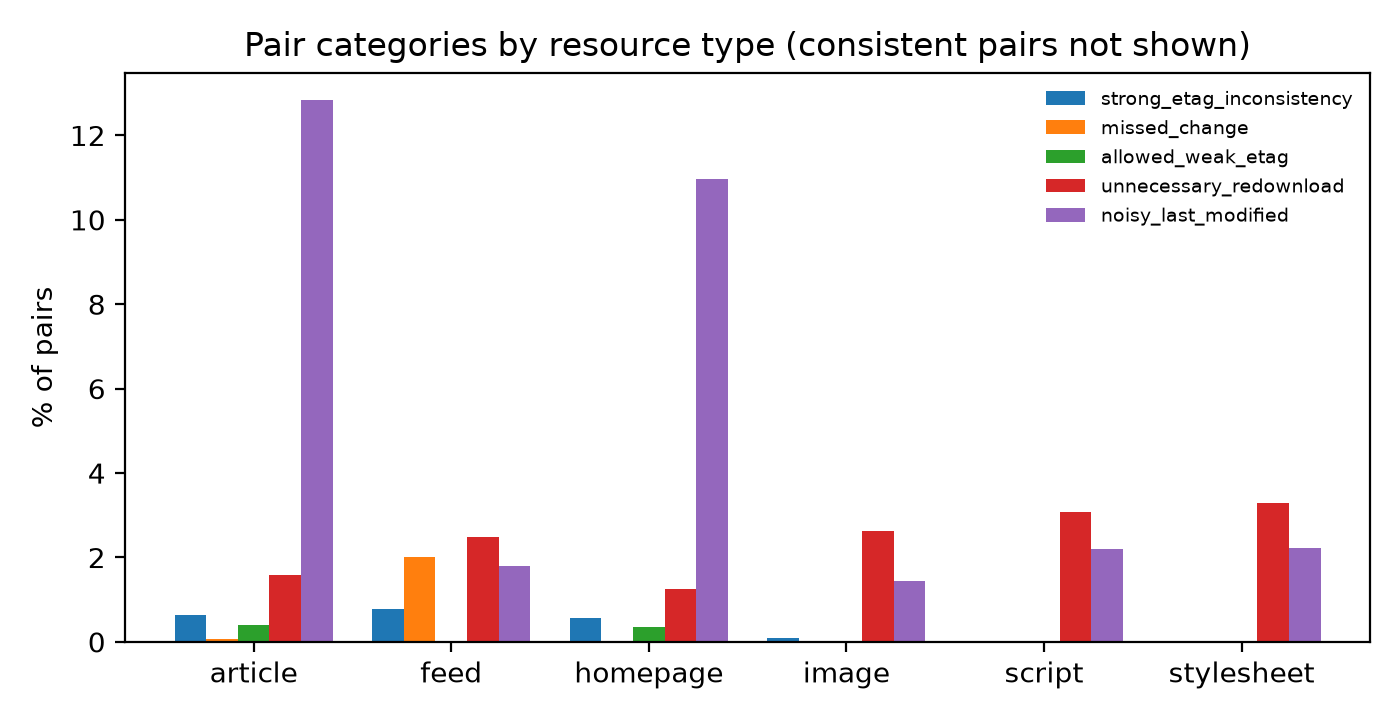 Pair categories by resource type (consistent pairs not shown)
strong_etag_inconsistency
missed_change
allowed_weak_etag
unnecessary_redownload
noisy_last_modified
% of pairs
12
10
8
6
4
2
0
article feed homepage image script stylesheet